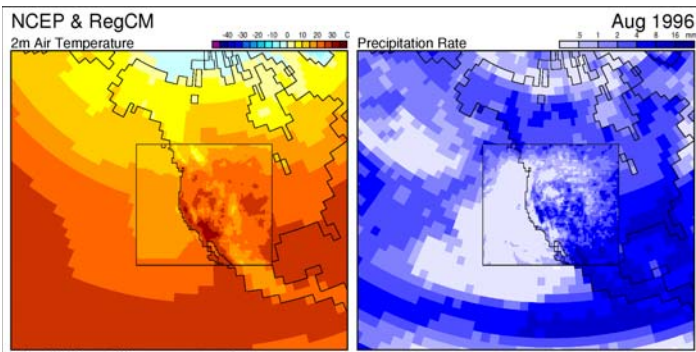 NCEP & RegCM
Aug 1996
2m Air Temperature
-40 -30 -20 -10 0 10 20 30 C
Precipitation Rate
.5 1 2 4 8 16 mm